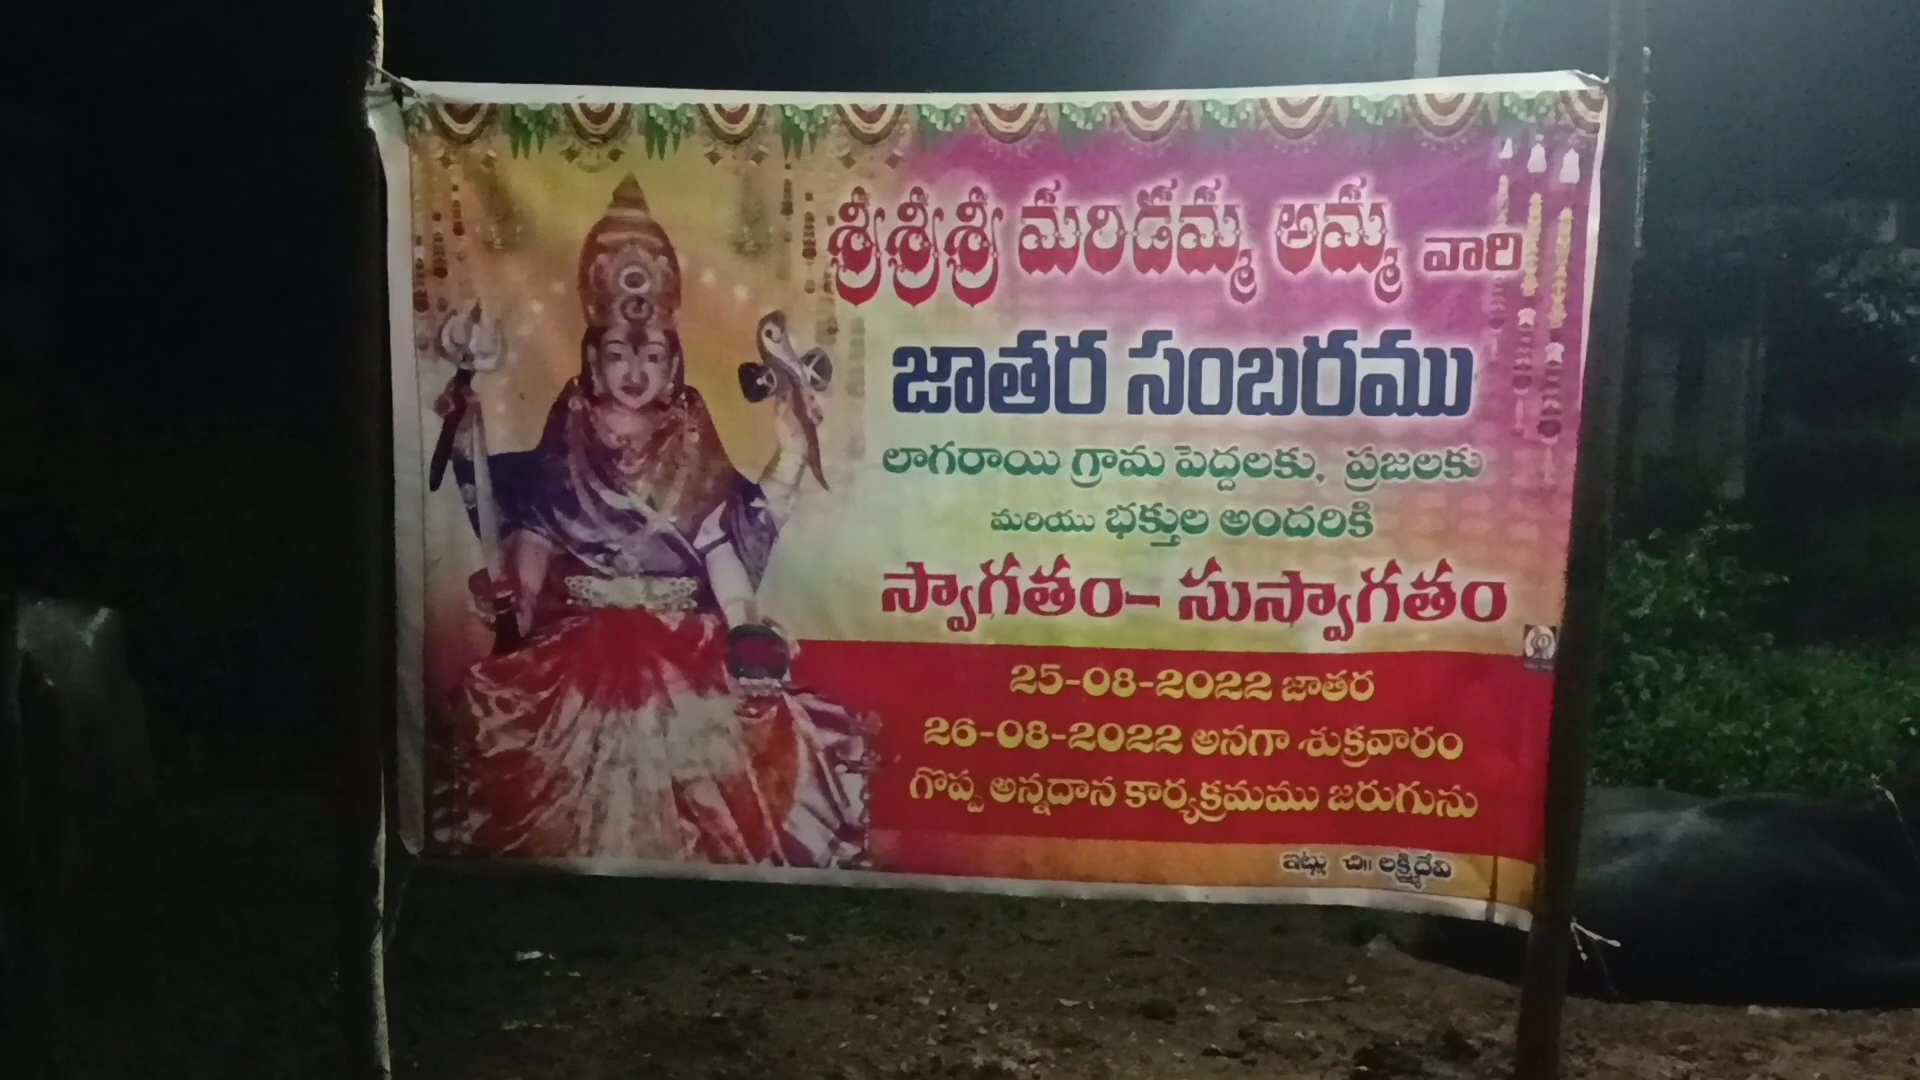 శ్రీశ్రీశ్రీ మరిడమ్మ అమ్మ వారి
జాతర సంబరము
లాగరాయి గ్రామ పెద్దలకు, ప్రజలకు
మరియు భక్తుల అందరికి
స్వాగతం- సుస్వాగతం
25-08-2022 జాతర
26-08-2022 అనగా శుక్రవారం
గొప్ప అన్నదాన కార్యక్రమము జరుగును
ఇట్లు చి॥ లక్ష్మిదేవి